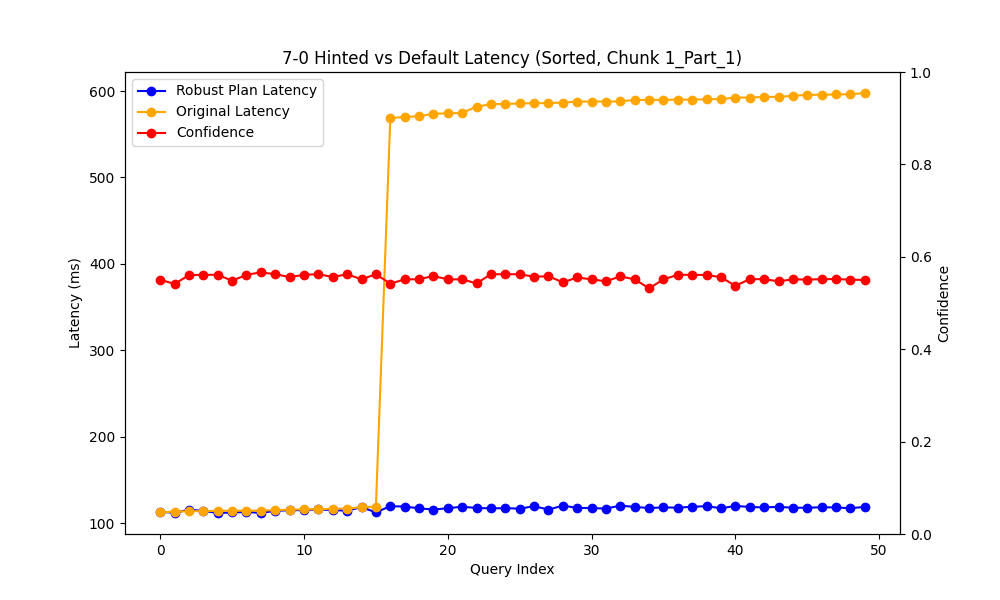 7-0 Hinted vs Default Latency (Sorted, Chunk 1_Part_1)
Robust Plan Latency
Original Latency
Confidence
600
500
400
300
200
100
Latency (ms)
1.0
0.8
0.6
0.4
0.2
0.0
Confidence
0 10 20 30 40 50
Query Index